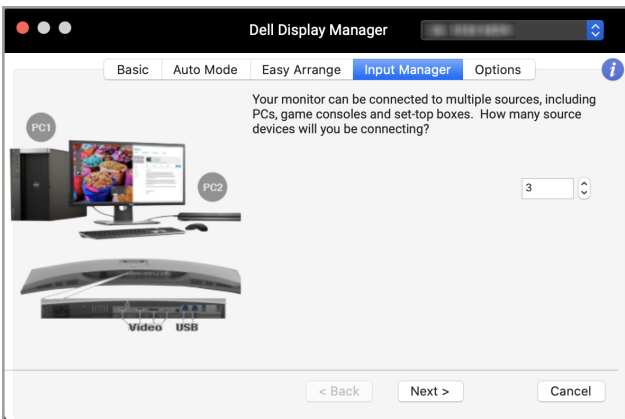 Dell Display Manager
Basic Auto Mode Easy Arrange Input Manager Options i
Your monitor can be connected to multiple sources, including
PCs, game consoles and set-top boxes. How many source
devices will you be connecting?
PC1
PC2
3
Video USB
< Back Next > Cancel